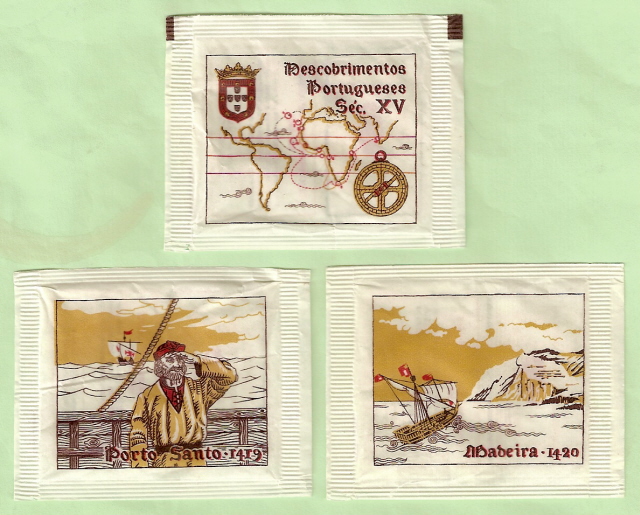 Descobrimentos
Portugueses
Séc. XV
Porto Santo · 1419
Madeira · 1420